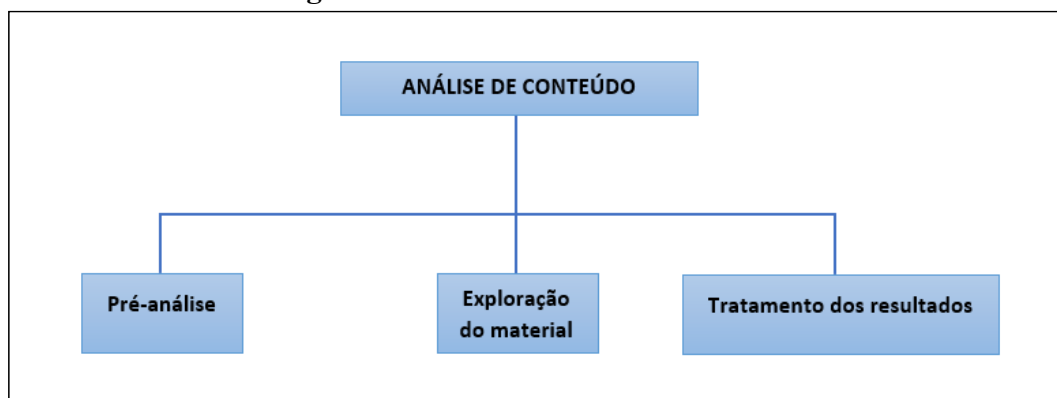 ANÁLISE DE CONTEÚDO
Pré-análise
Exploração
do material
Tratamento dos resultados